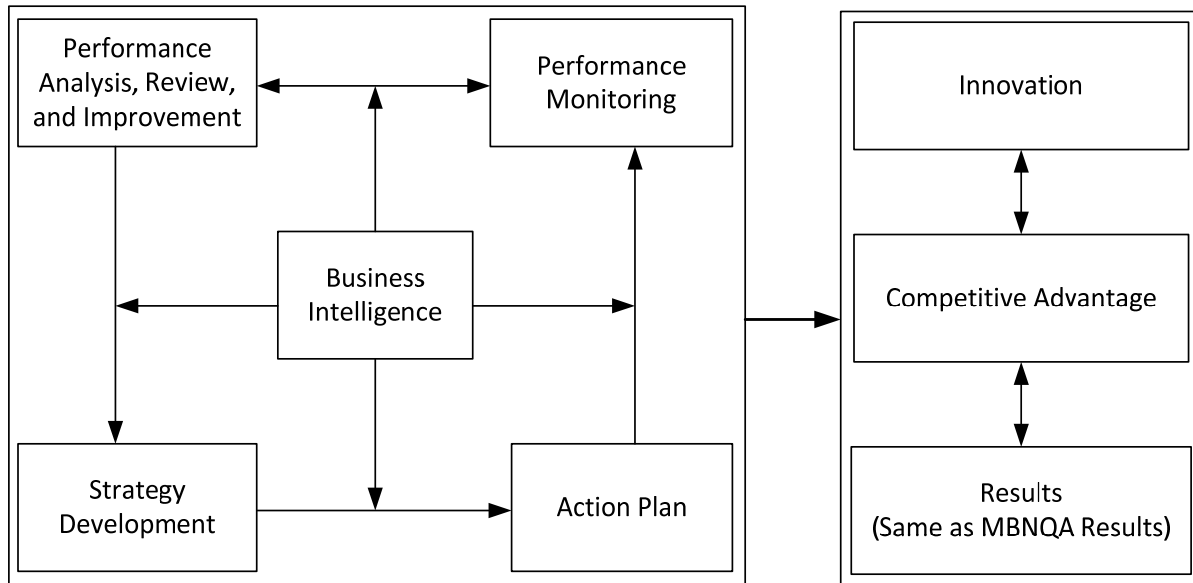 Performance
Analysis, Review,
and Improvement
Performance
Monitoring
Business
Intelligence
Strategy
Development
Action Plan
Innovation
Competitive Advantage
Results
(Same as MBNQA Results)